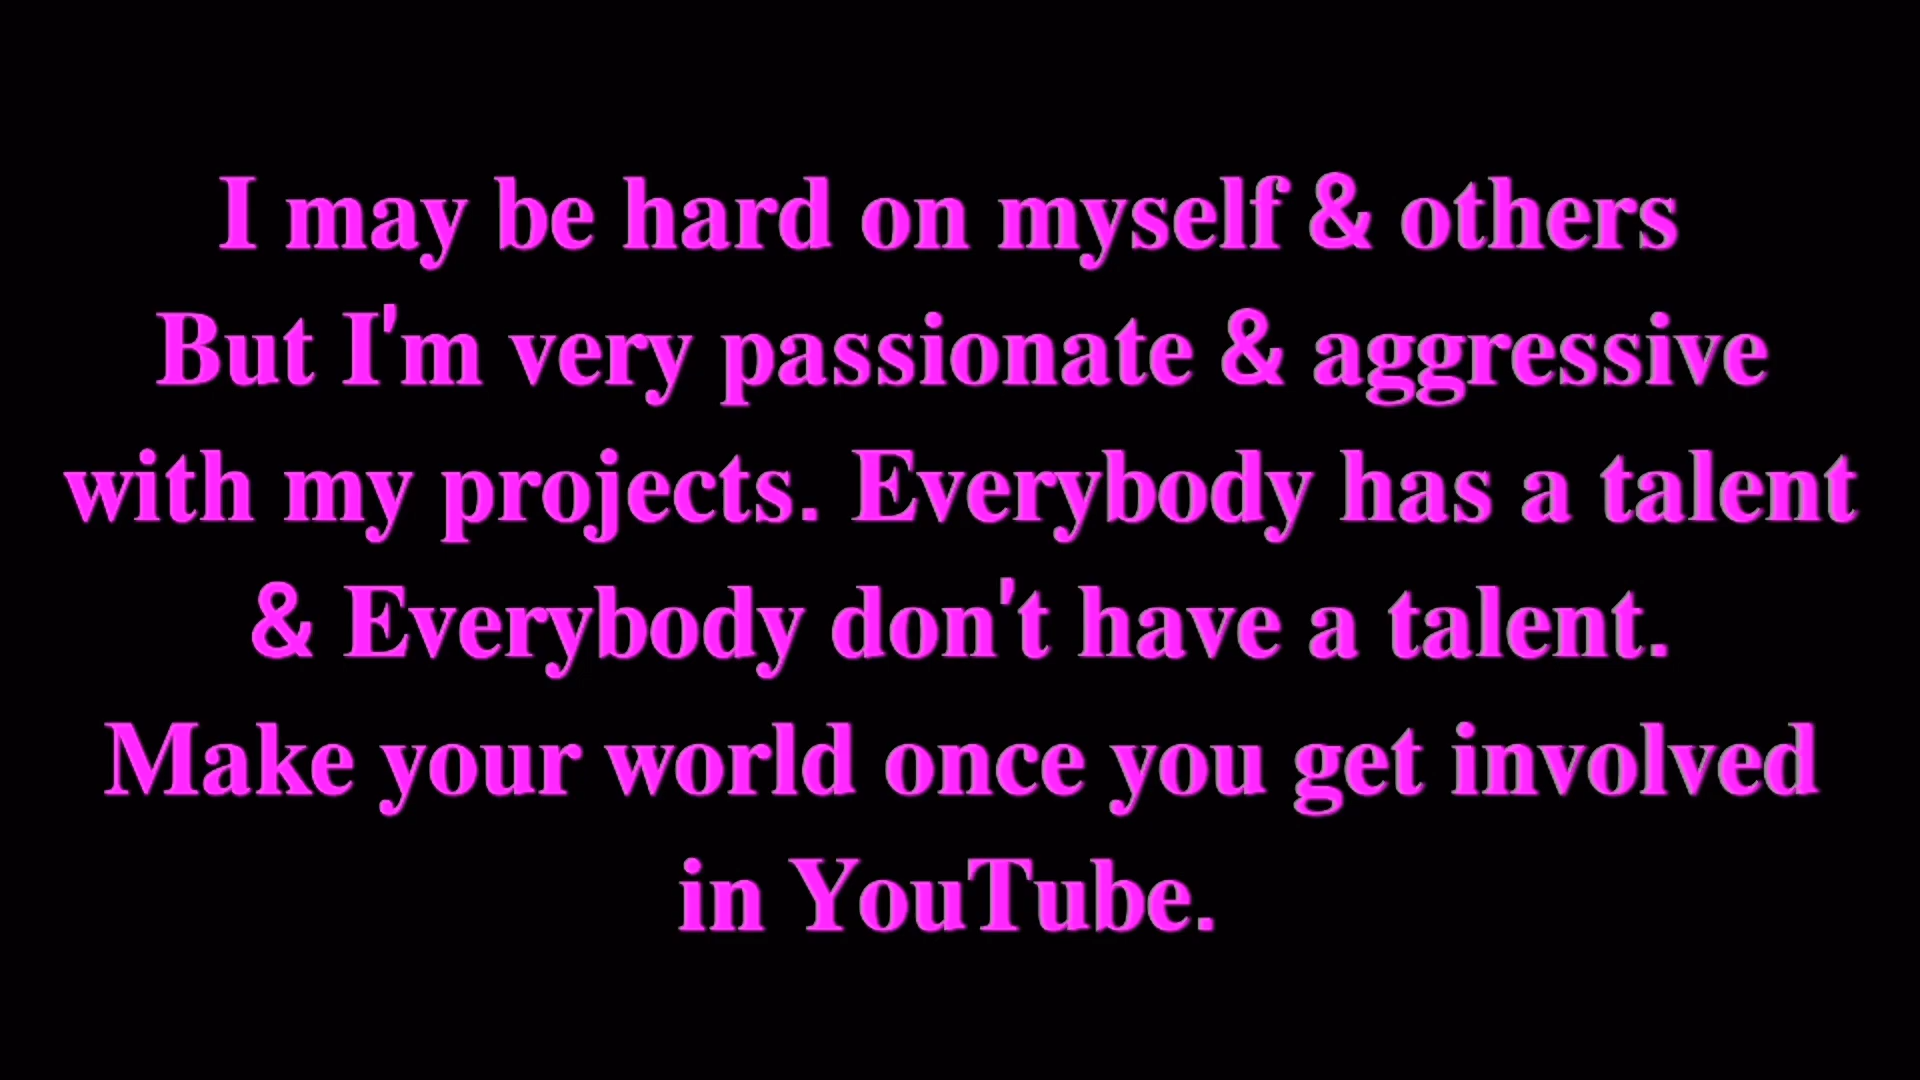 I may be hard on myself & others
But I'm very passionate & aggressive
with my projects. Everybody has a talent
& Everybody don't have a talent.
Make your world once you get involved
in YouTube.